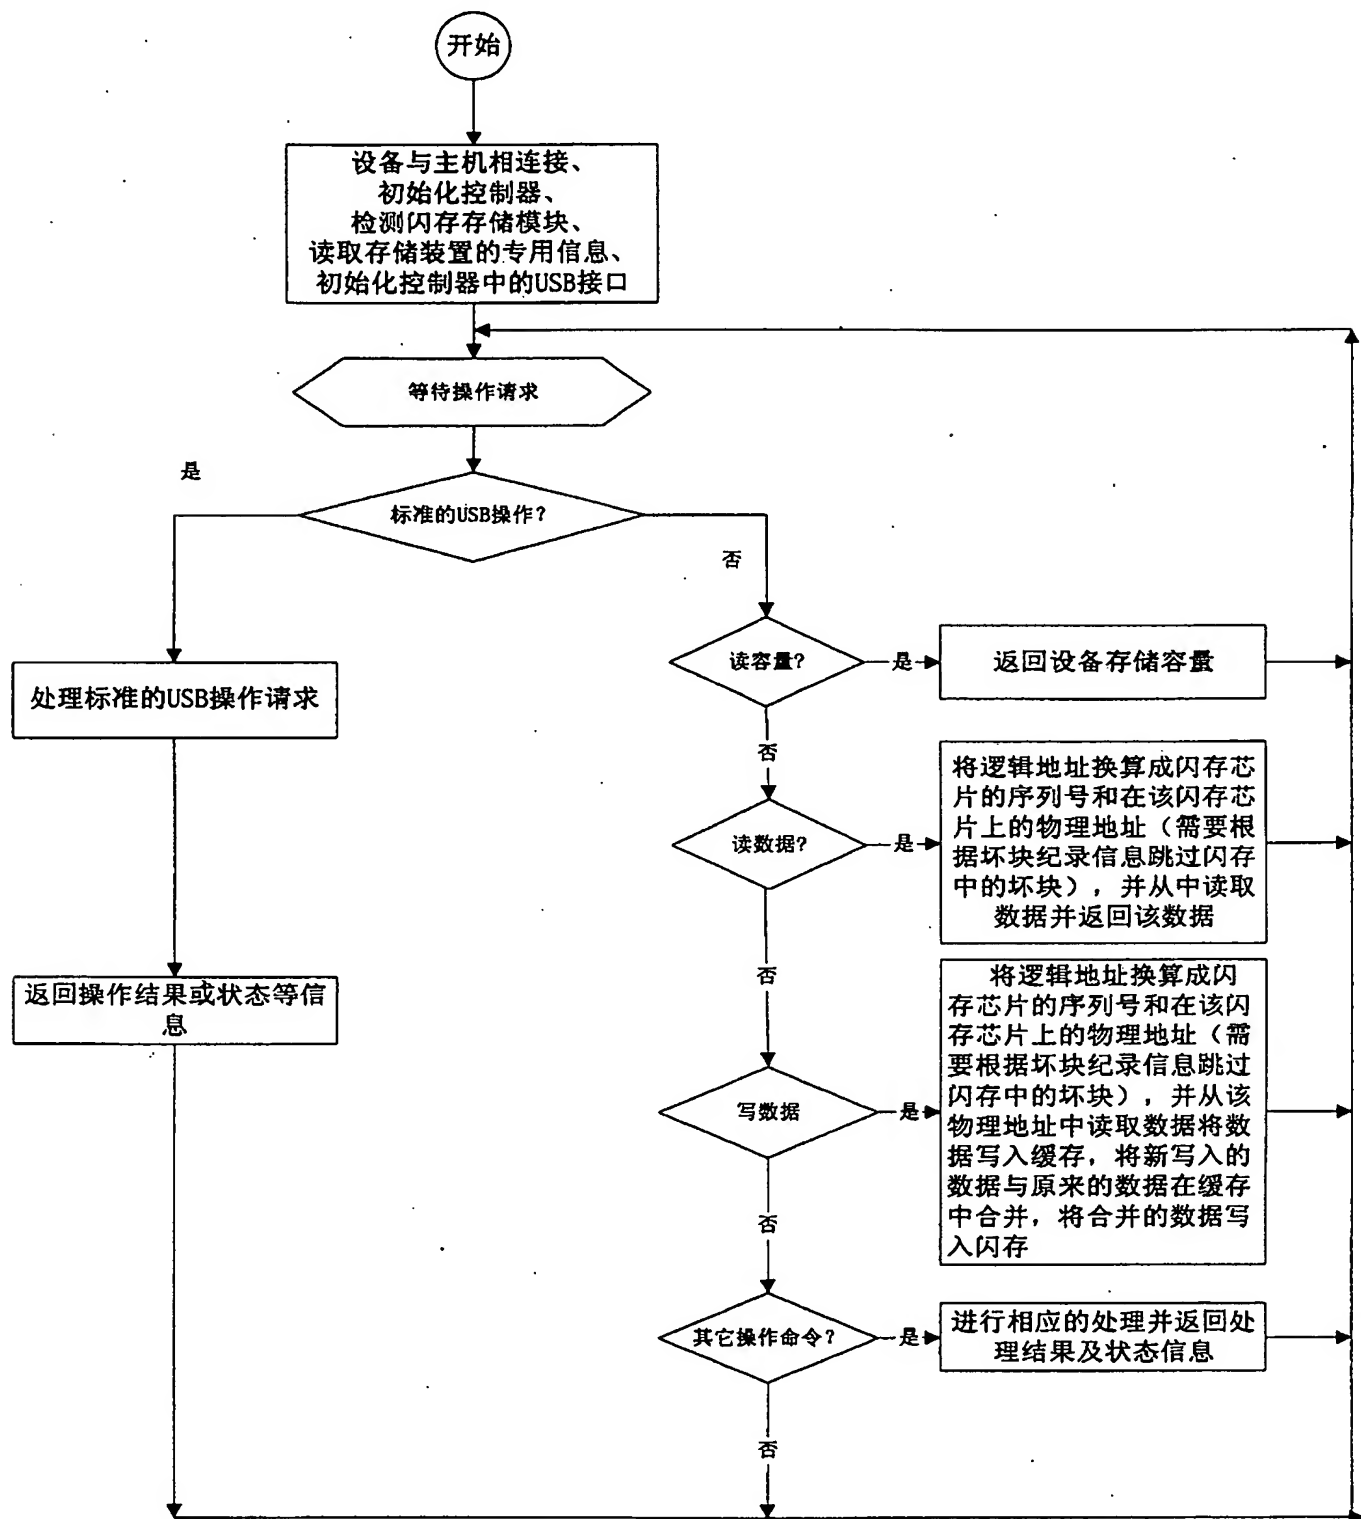 开始
设备与主机相连接、
初始化控制器、
检测闪存存储模块、
读取存储装置的专用信息、
初始化控制器中的USB接口
等待操作请求
是
标准的USB操作?
否
读容量?
是
返回设备存储容量
处理标准的USB操作请求
否
将逻辑地址换算成闪存芯
片的序列号和在该闪存芯
片上的物理地址（需要根
据坏块纪录信息跳过闪存
中的坏块），并从中读取
数据并返回该数据
读数据?
是
否
返回操作结果或状态等信
息
将逻辑地址换算成闪
存芯片的序列号和在该闪
存芯片上的物理地址（需
要根据坏块纪录信息跳过
闪存中的坏块），并从该
物理地址中读取数据将数
据写入缓存，将新写入的
数据与原来的数据在缓存
中合并，将合并的数据写
入闪存
写数据
是
否
其它操作命令?
是
进行相应的处理并返回处
理结果及状态信息
否